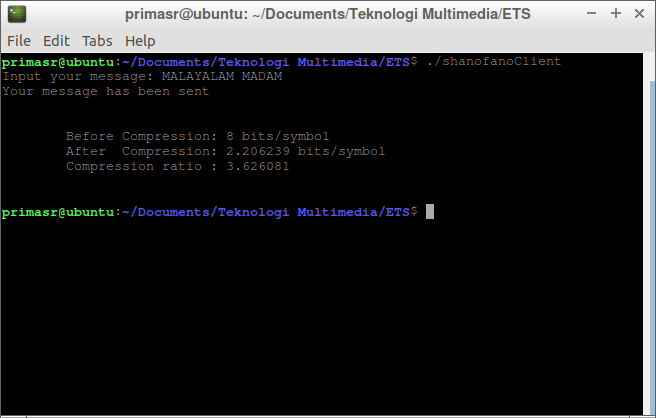 primasr@ubuntu: ~/Documents/Teknologi Multimedia/ETS
File Edit Tabs Help
primasr@ubuntu:~/Documents/Teknologi Multimedia/ETS$ ./shanofanoClient
Input your message: MALAYALAM MADAM
Your message has been sent
Before Compression: 8 bits/symbol
After  Compression: 2.206239 bits/symbol
Compression ratio : 3.626081
primasr@ubuntu:~/Documents/Teknologi Multimedia/ETS$